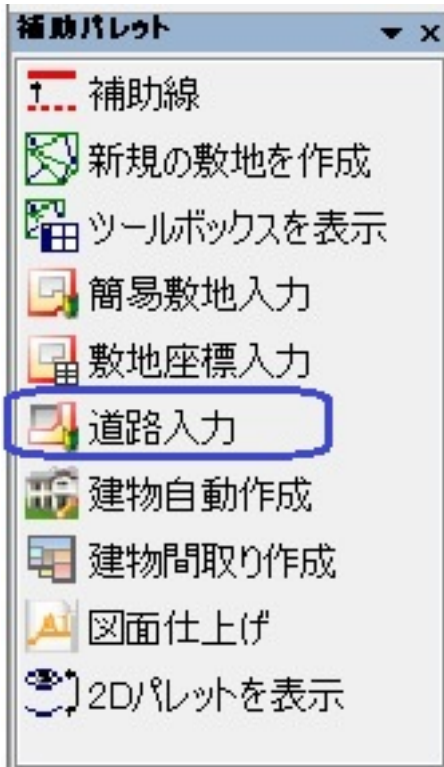 補助パレット
補助線
新規の敷地を作成
ツールボックスを表示
簡易敷地入力
敷地座標入力
道路入力
建物自動作成
建物間取り作成
図面仕上げ
2Dパレットを表示